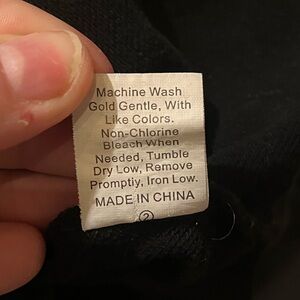 Machine Wash
Gold Gentle, With
Like Colors.
Non-Chlorine
Bleach When
Needed, Tumble
Dry Low, Remove
Promptiy, Iron Low.
MADE IN CHINA
2